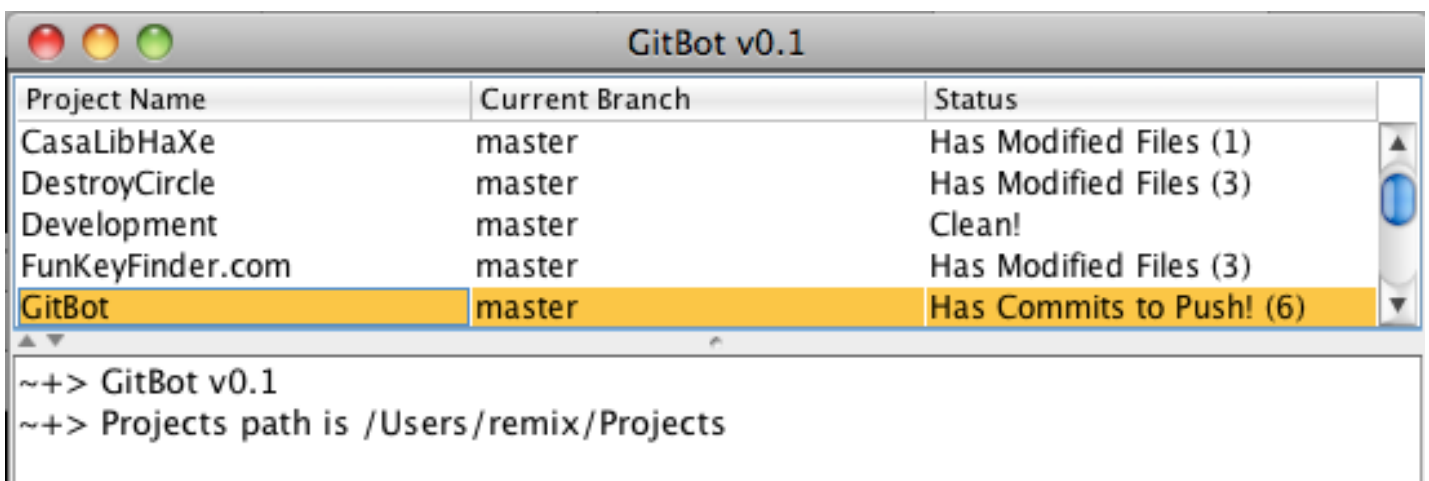 GitBot v0.1
Project Name Current Branch Status
CasaLibHaXe master Has Modified Files (1)
DestroyCircle master Has Modified Files (3)
Development master Clean!
FunKeyFinder.com master Has Modified Files (3)
GitBot master Has Commits to Push! (6)
~+> GitBot v0.1
~+> Projects path is /Users/remix/Projects